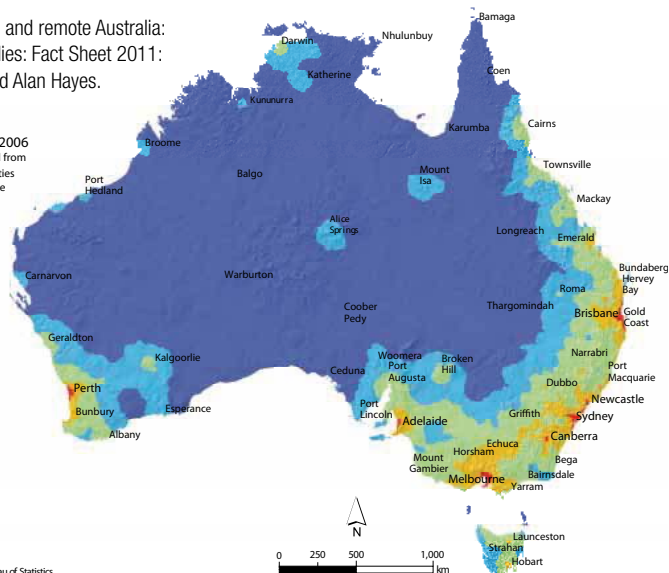 and remote Australia:
lies: Fact Sheet 2011:
d Alan Hayes.
2006
from
ties
e
Bamaga
Nhulunbuy
Darwin
Katherine
Coen
Kununurra
Karumba
Cairns
Broome
Balgo
Mount
Isa
Townsville
Port
Hedland
Mackay
Alice
Springs
Longreach
Emerald
Carnarvon
Warburton
Bundaberg
Hervey
Bay
Roma
Coober
Pedy
Thargomindah
Brisbane
Gold
Coast
Geraldton
Kalgoorlie
Woomera
Port
Augusta
Broken
Hill
Narrabri
Port
Macquarie
Ceduna
Perth
Dubbo
Newcastle
Bunbury
Esperance
Port
Lincoln
Adelaide
Griffith
Sydney
Albany
Canberra
Echuca
Horsham
Mount
Gambier
Bega
Bairnsdale
Melbourne
Yarram
N
Launceston
Strahan
Hobart
0 250 500 1,000
km
au of Statistics